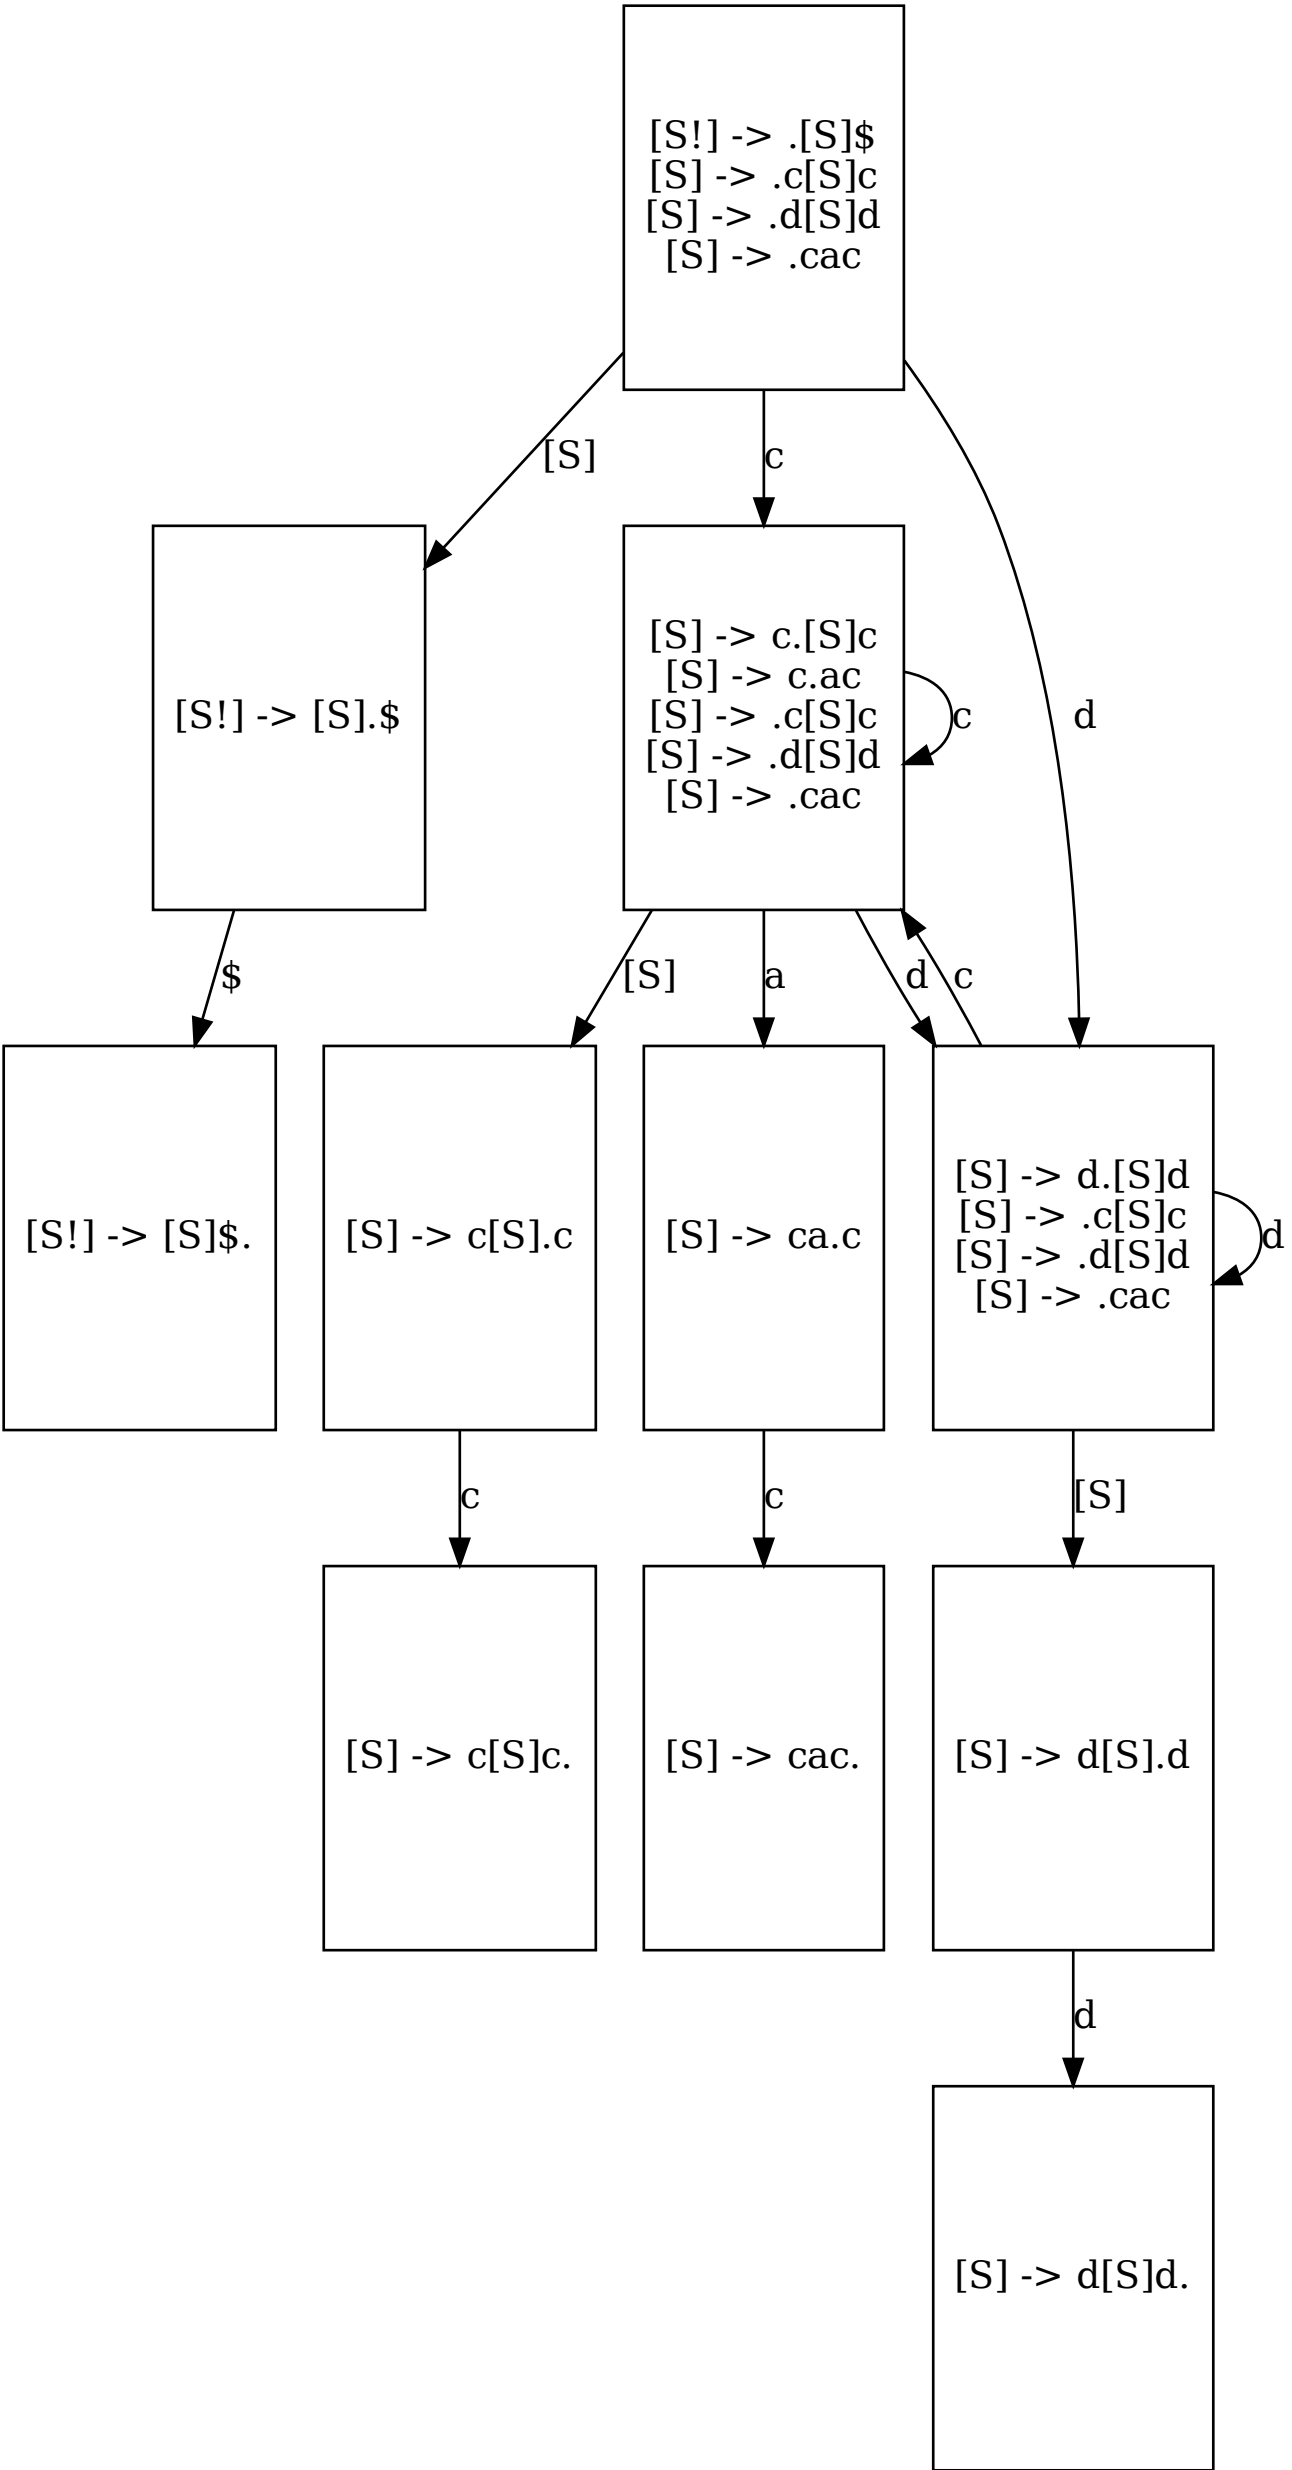 [S!] -> .[S]$
[S] -> .c[S]c
[S] -> .d[S]d
[S] -> .cac
[S]
c
d
[S!] -> [S].$
[S] -> c.[S]c
[S] -> c.ac
[S] -> .c[S]c
[S] -> .d[S]d
[S] -> .cac
c
$
[S]
a
d
c
[S!] -> [S]$.
[S] -> c[S].c
[S] -> ca.c
[S] -> d.[S]d
[S] -> .c[S]c
[S] -> .d[S]d
[S] -> .cac
d
c
c
[S]
[S] -> c[S]c.
[S] -> cac.
[S] -> d[S].d
d
[S] -> d[S]d.